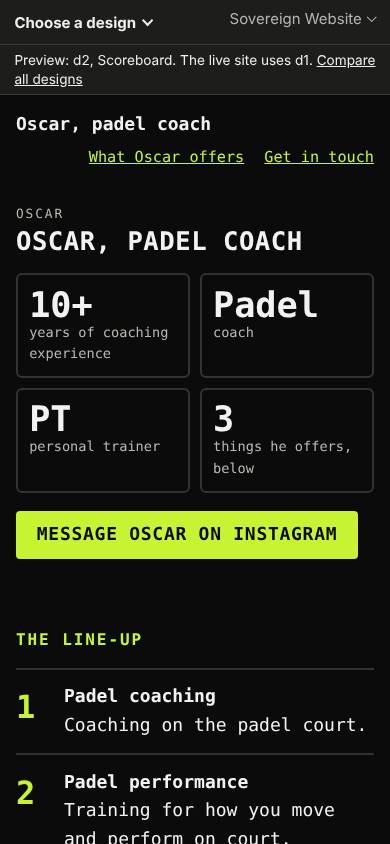 Choose a design
Sovereign Website
Preview: d2, Scoreboard. The live site uses d1. Compare
all designs
Oscar, padel coach
What Oscar offers
Get in touch
OSCAR
OSCAR, PADEL COACH
10+
years of coaching
experience
Padel
coach
PT
personal trainer
3
things he offers,
below
MESSAGE OSCAR ON INSTAGRAM
THE LINE-UP
1
Padel coaching
Coaching on the padel court.
2
Padel performance
Training for how you move
and perform on court.